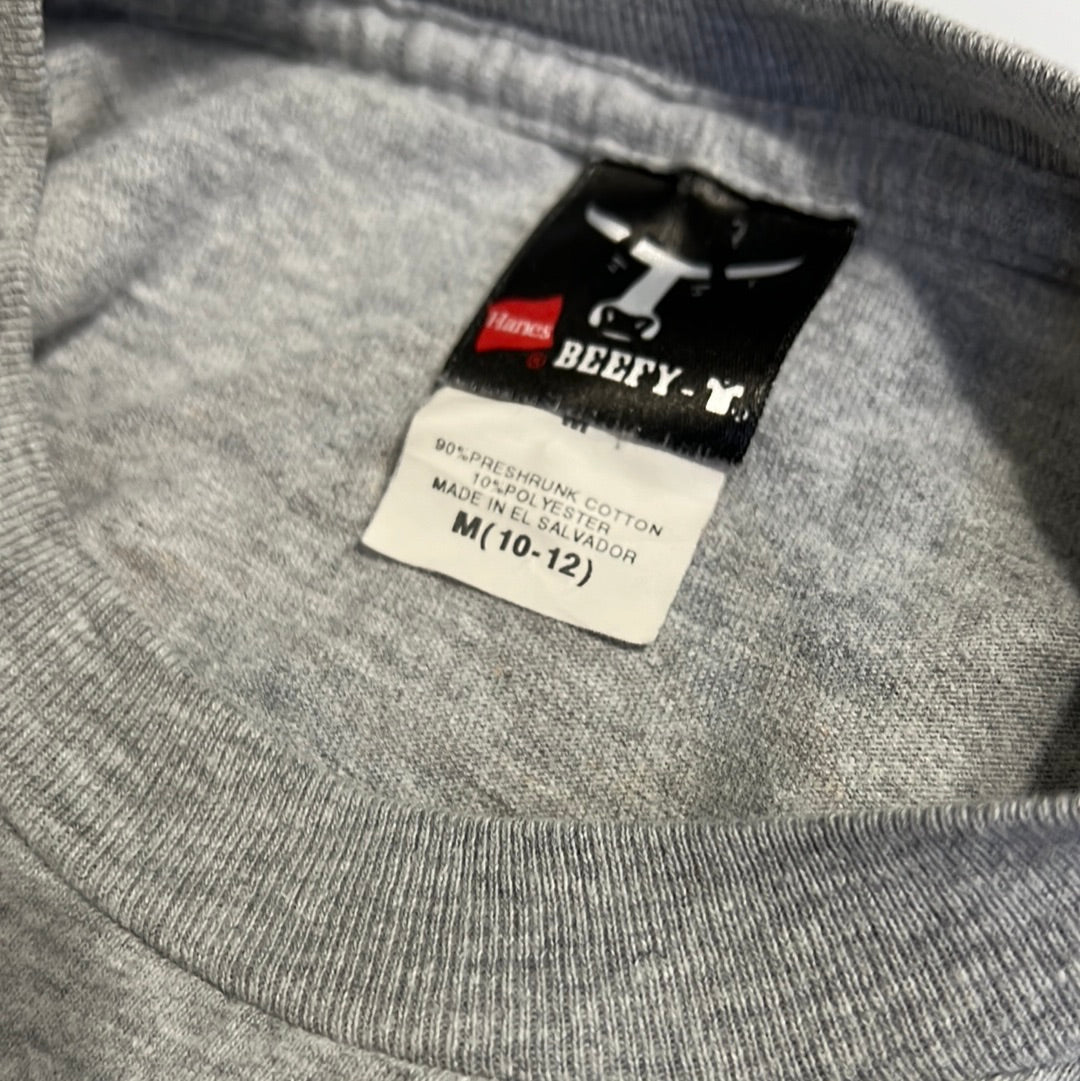 Hanes
®
BEEFY-T
M
90%PRESHRUNK COTTON
10%POLYESTER
MADE IN EL SALVADOR
M(10-12)